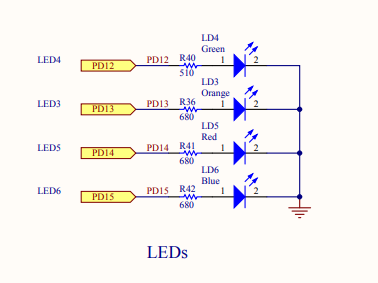 LD4
Green
LED4 PD12 PD12 R40 510 1 2
LD3
Orange
LED3 PD13 PD13 R36 680 1 2
LD5
Red
LED5 PD14 PD14 R41 680 1 2
LD6
Blue
LED6 PD15 PD15 R42 680 1 2
LEDs